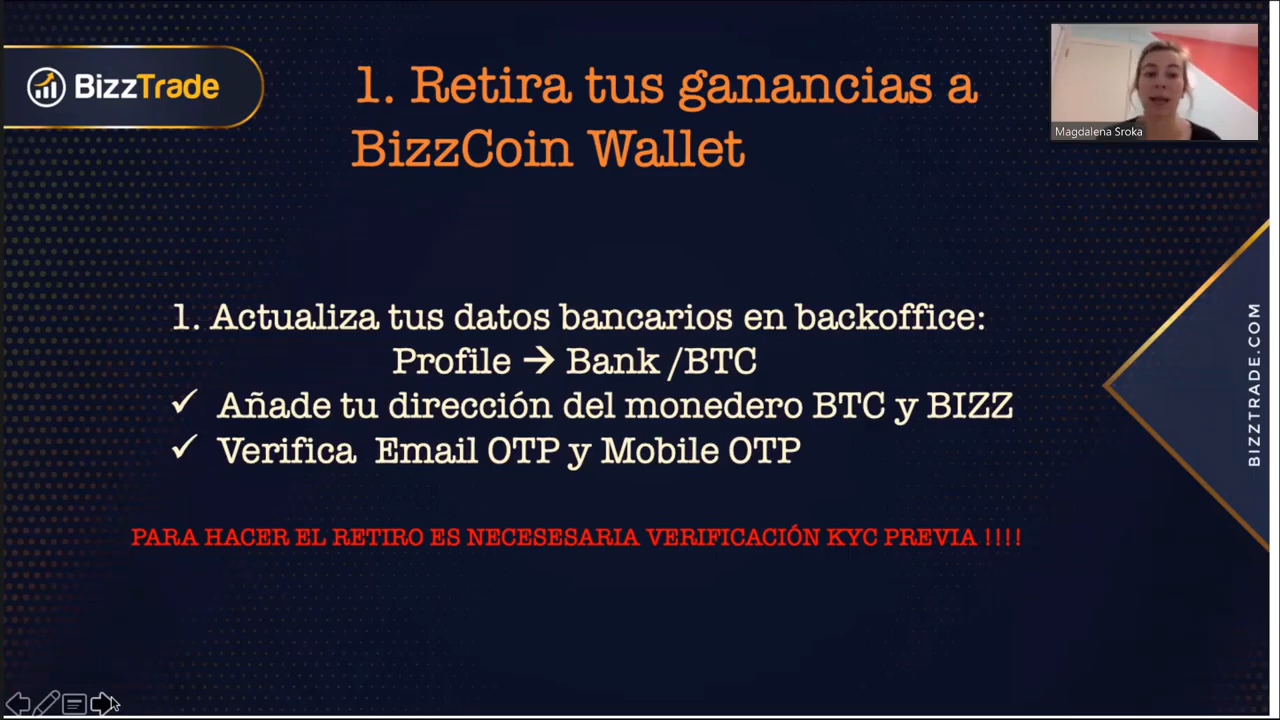 BizzTrade
1. Retira tus ganancias a
BizzCoin Wallet
Magdalena Sroka
1. Actualiza tus datos bancarios en backoffice:
Profile → Bank /BTC
✓ Añade tu dirección del monedero BTC y BIZZ
✓ Verifica Email OTP y Mobile OTP
PARA HACER EL RETIRO ES NECESESARIA VERIFICACIÓN KYC PREVIA !!!!
BIZZTRADE.COM